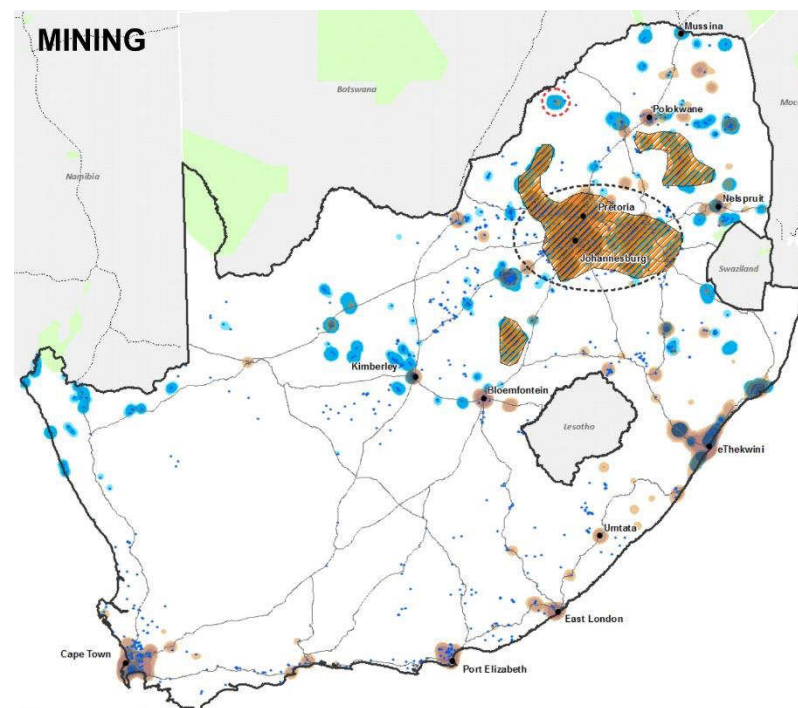 MINING
Mussina
Botswana
Polokwane
Namibia
Nelspruit
Pretoria
Johannesburg
Swaziland
Kimberley
Bloemfontein
Lesotho
eThekwini
Umtata
East London
Cape Town
Port Elizabeth